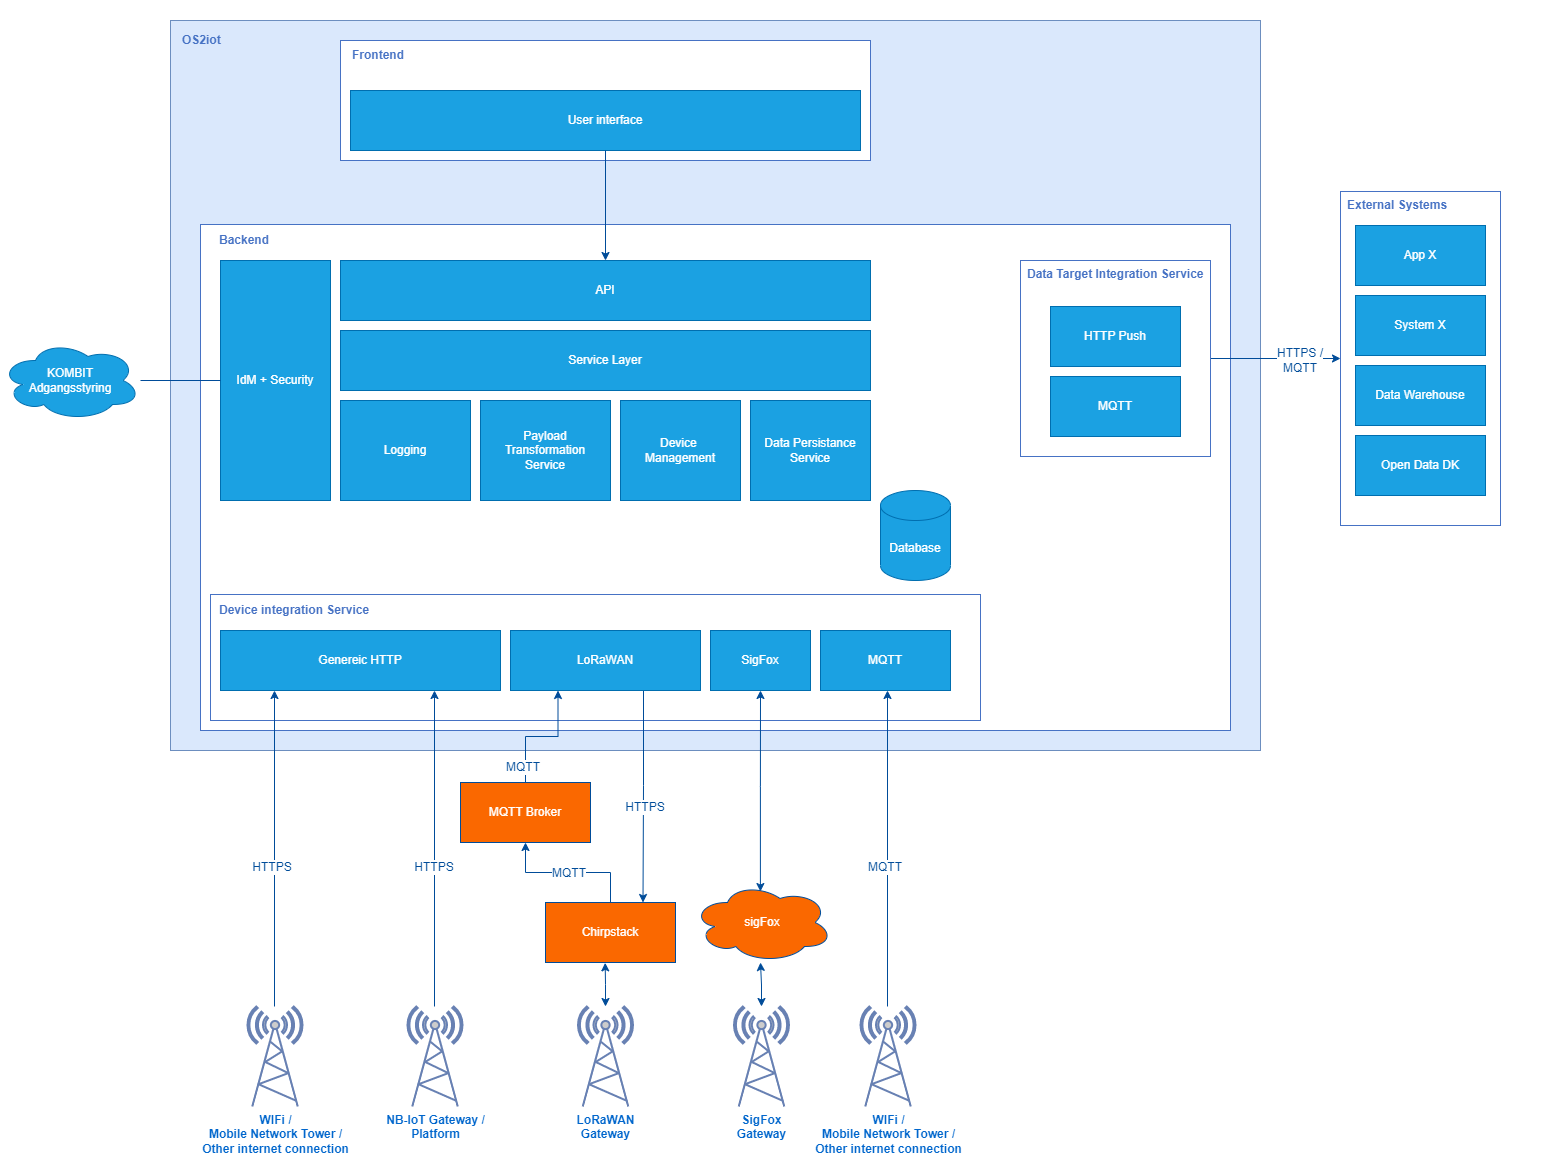 OS2iot
Frontend
User interface
Backend
IdM + Security
API
Service Layer
Logging
Payload
Transformation
Service
Device
Management
Data Persistance
Service
Database
Data Target Integration Service
HTTP Push
MQTT
HTTPS /
MQTT
External Systems
App X
System X
Data Warehouse
Open Data DK
KOMBIT
Adgangsstyring
Device integration Service
Genereic HTTP
LoRaWAN
SigFox
MQTT
MQTT
MQTT Broker
HTTPS
HTTPS
HTTPS
MQTT
MQTT
Chirpstack
sigFox
WIFi /
Mobile Network Tower /
Other internet connection
NB-IoT Gateway /
Platform
LoRaWAN
Gateway
SigFox
Gateway
WIFi /
Mobile Network Tower /
Other internet connection